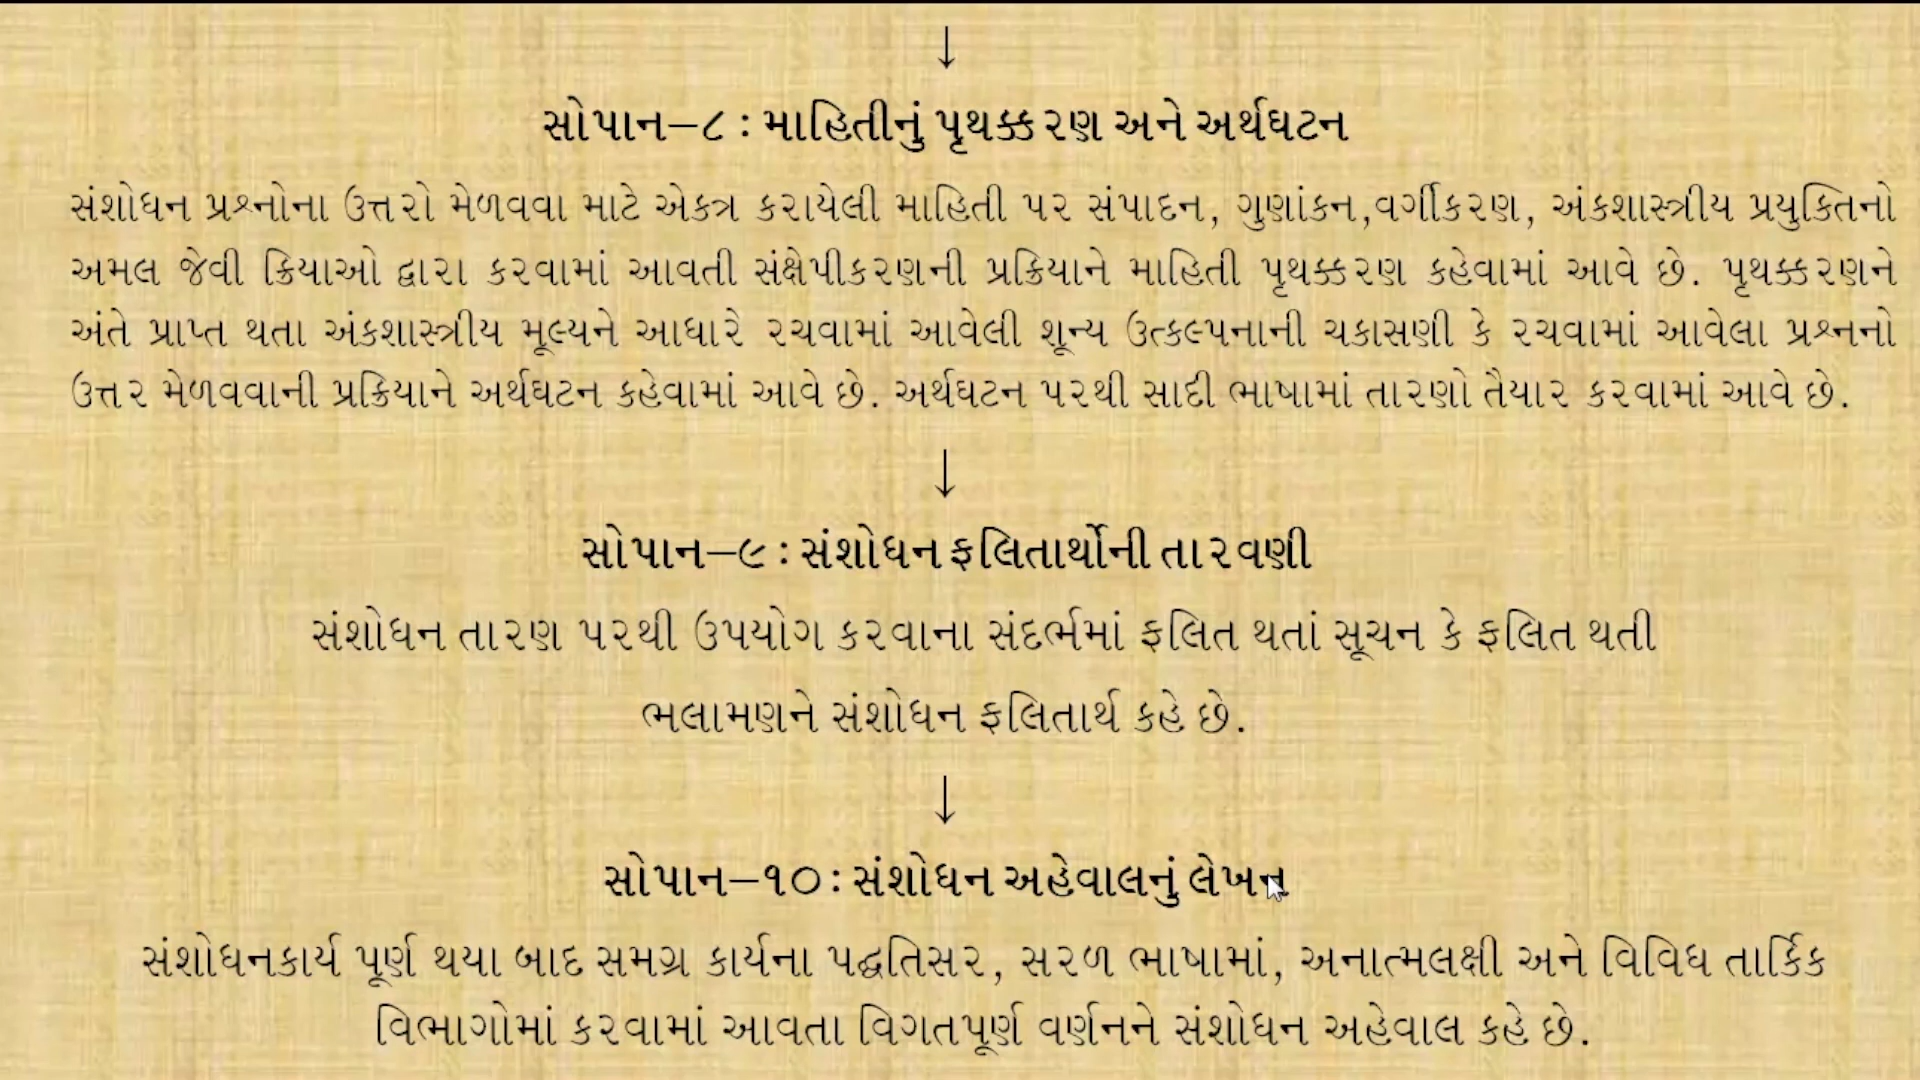 ↓
સોપાન–૮ : માહિતીનું પૃથક્કરણ અને અર્થઘટન
સંશોધન પ્રશ્નોના ઉત્તરો મેળવવા માટે એકત્ર કરાયેલી માહિતી પર સંપાદન, ગુણાંકન,વર્ગીકરણ, અંકશાસ્ત્રીય પ્રયુક્તિનો
અમલ જેવી ક્રિયાઓ દ્વારા કરવામાં આવતી સંક્ષેપીકરણની પ્રક્રિયાને માહિતી પૃથક્કરણ કહેવામાં આવે છે. પૃથક્કરણને
અંતે પ્રાપ્ત થતા અંકશાસ્ત્રીય મૂલ્યને આધારે રચવામાં આવેલી શૂન્ય ઉત્કલ્પનાની ચકાસણી કે રચવામાં આવેલા પ્રશ્નનો
ઉત્તર મેળવવાની પ્રક્રિયાને અર્થઘટન કહેવામાં આવે છે. અર્થઘટન પરથી સાદી ભાષામાં તારણો તૈયાર કરવામાં આવે છે.
↓
સોપાન–૯ : સંશોધન ફલિતાર્થોની તારવણી
સંશોધન તારણ પરથી ઉપયોગ કરવાના સંદર્ભમાં ફલિત થતાં સૂચન કે ફલિત થતી
ભલામણને સંશોધન ફલિતાર્થ કહે છે.
↓
સોપાન–૧૦ : સંશોધન અહેવાલનું લેખન
સંશોધનકાર્ય પૂર્ણ થયા બાદ સમગ્ર કાર્યના પદ્ધતિસર, સરળ ભાષામાં, અનાત્મલક્ષી અને વિવિધ તાર્કિક
વિભાગોમાં કરવામાં આવતા વિગતપૂર્ણ વર્ણનને સંશોધન અહેવાલ કહે છે.